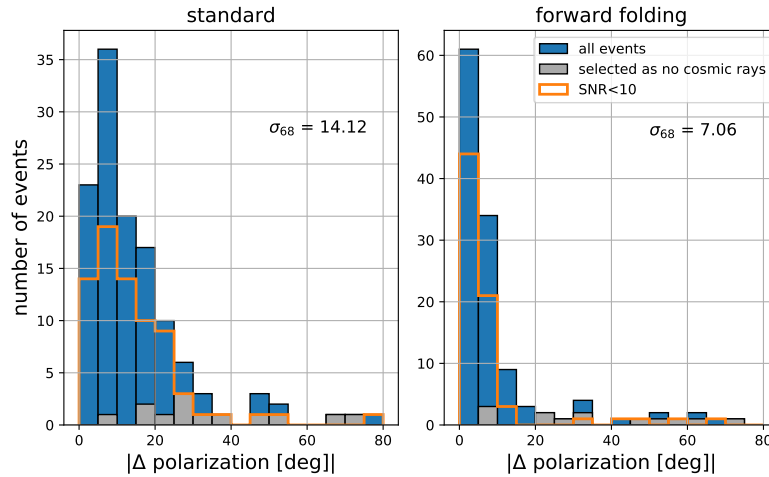 standard
forward folding
number of events
35
30
25
20
15
10
5
0
σ68 = 14.12
0 20 40 60 80
|Δ polarization [deg]|
60
50
40
30
20
10
0
all events
selected as no cosmic rays
SNR<10
σ68 = 7.06
0 20 40 60 80
|Δ polarization [deg]|